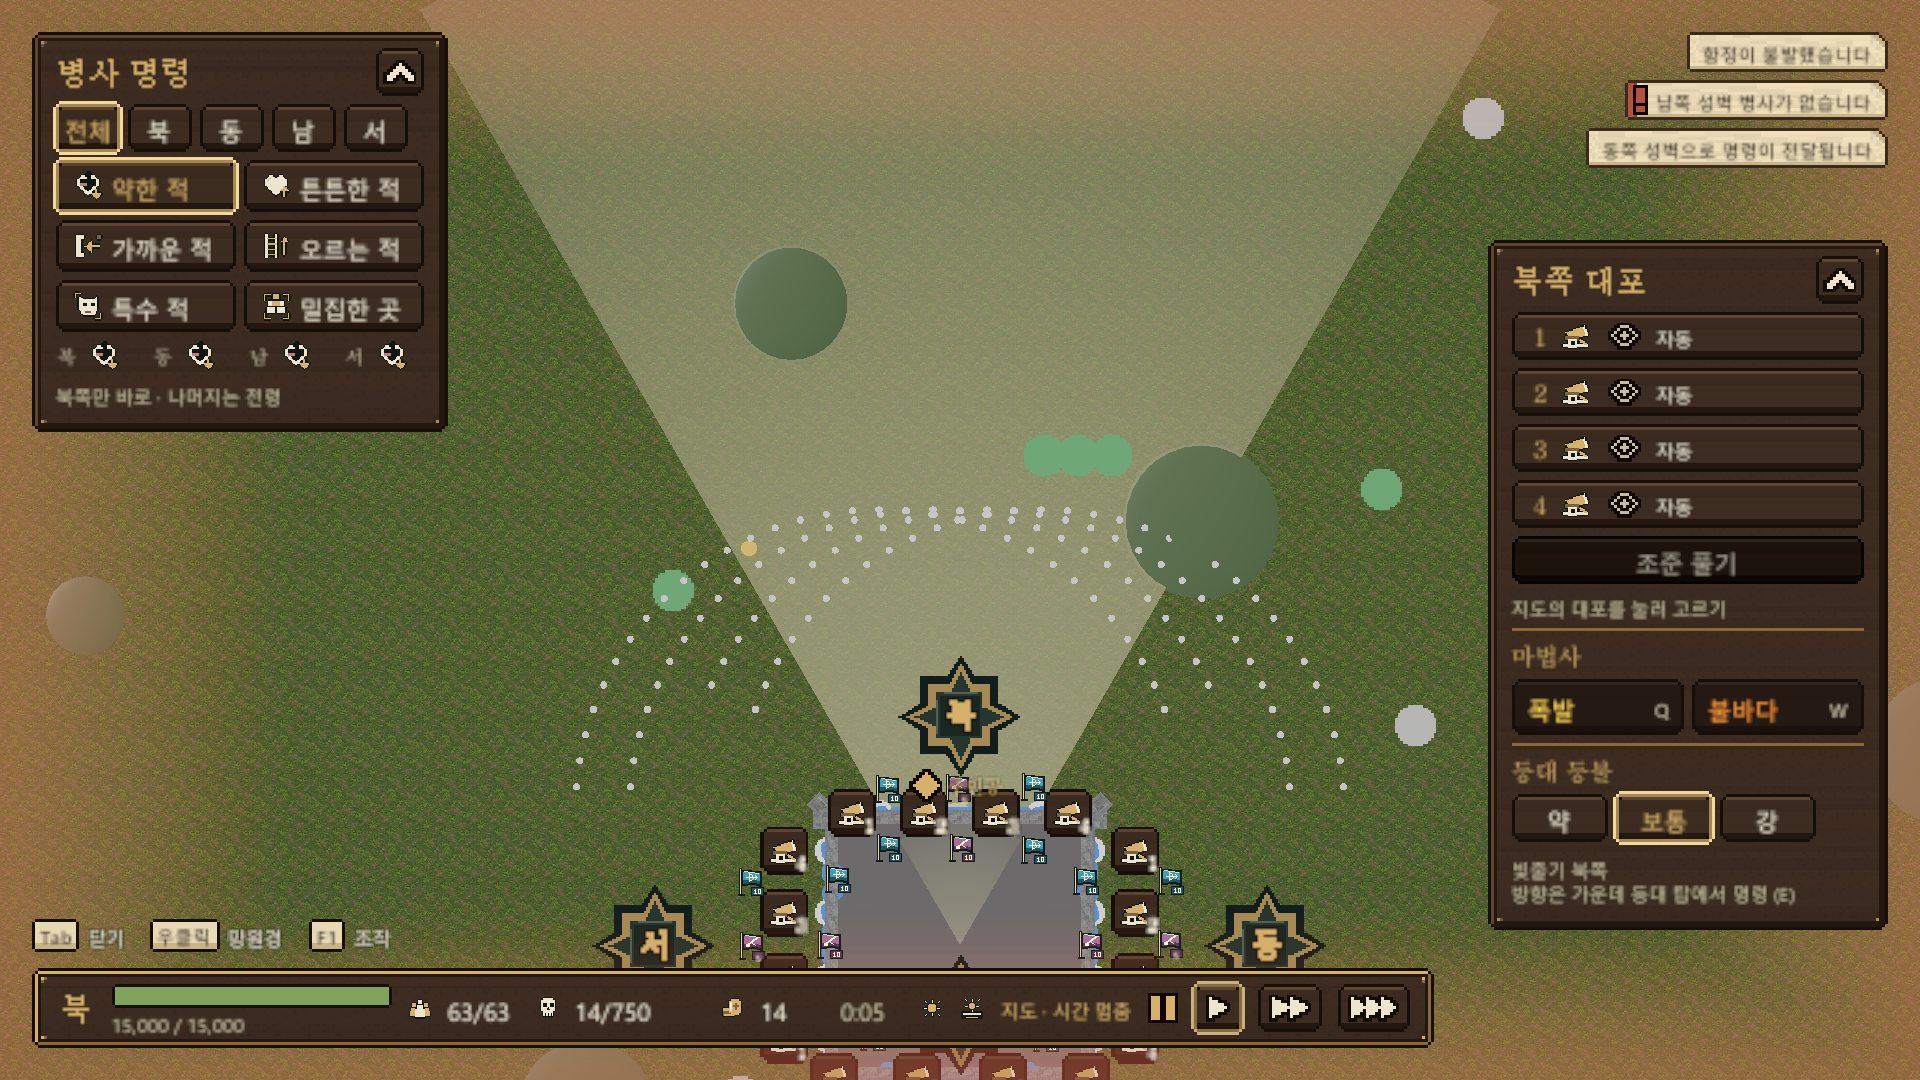 병사 명령
전체 북 동 남 서
약한 적 튼튼한 적
가까운 적 오르는 적
특수 적 밀집한 곳
북 동 남 서
북쪽만 바로 · 나머지는 전령
함정이 불발했습니다
남쪽 성벽 병사가 없습니다
동쪽 성벽으로 명령이 전달됩니다
북쪽 대포
1 자동
2 자동
3 자동
4 자동
조준 풀기
지도의 대포를 눌러 고르기
마법사
폭발 Q 불바다 W
등대 등불
약 보통 강
빛줄기 북쪽
방향은 가운데 등대 탑에서 명령 (E)
북
서
동
Tab 닫기 우클릭 망원경 F1 조작
북 15,000 / 15,000 63/63 14/750 14 0:05 지도 · 시간 멈춤